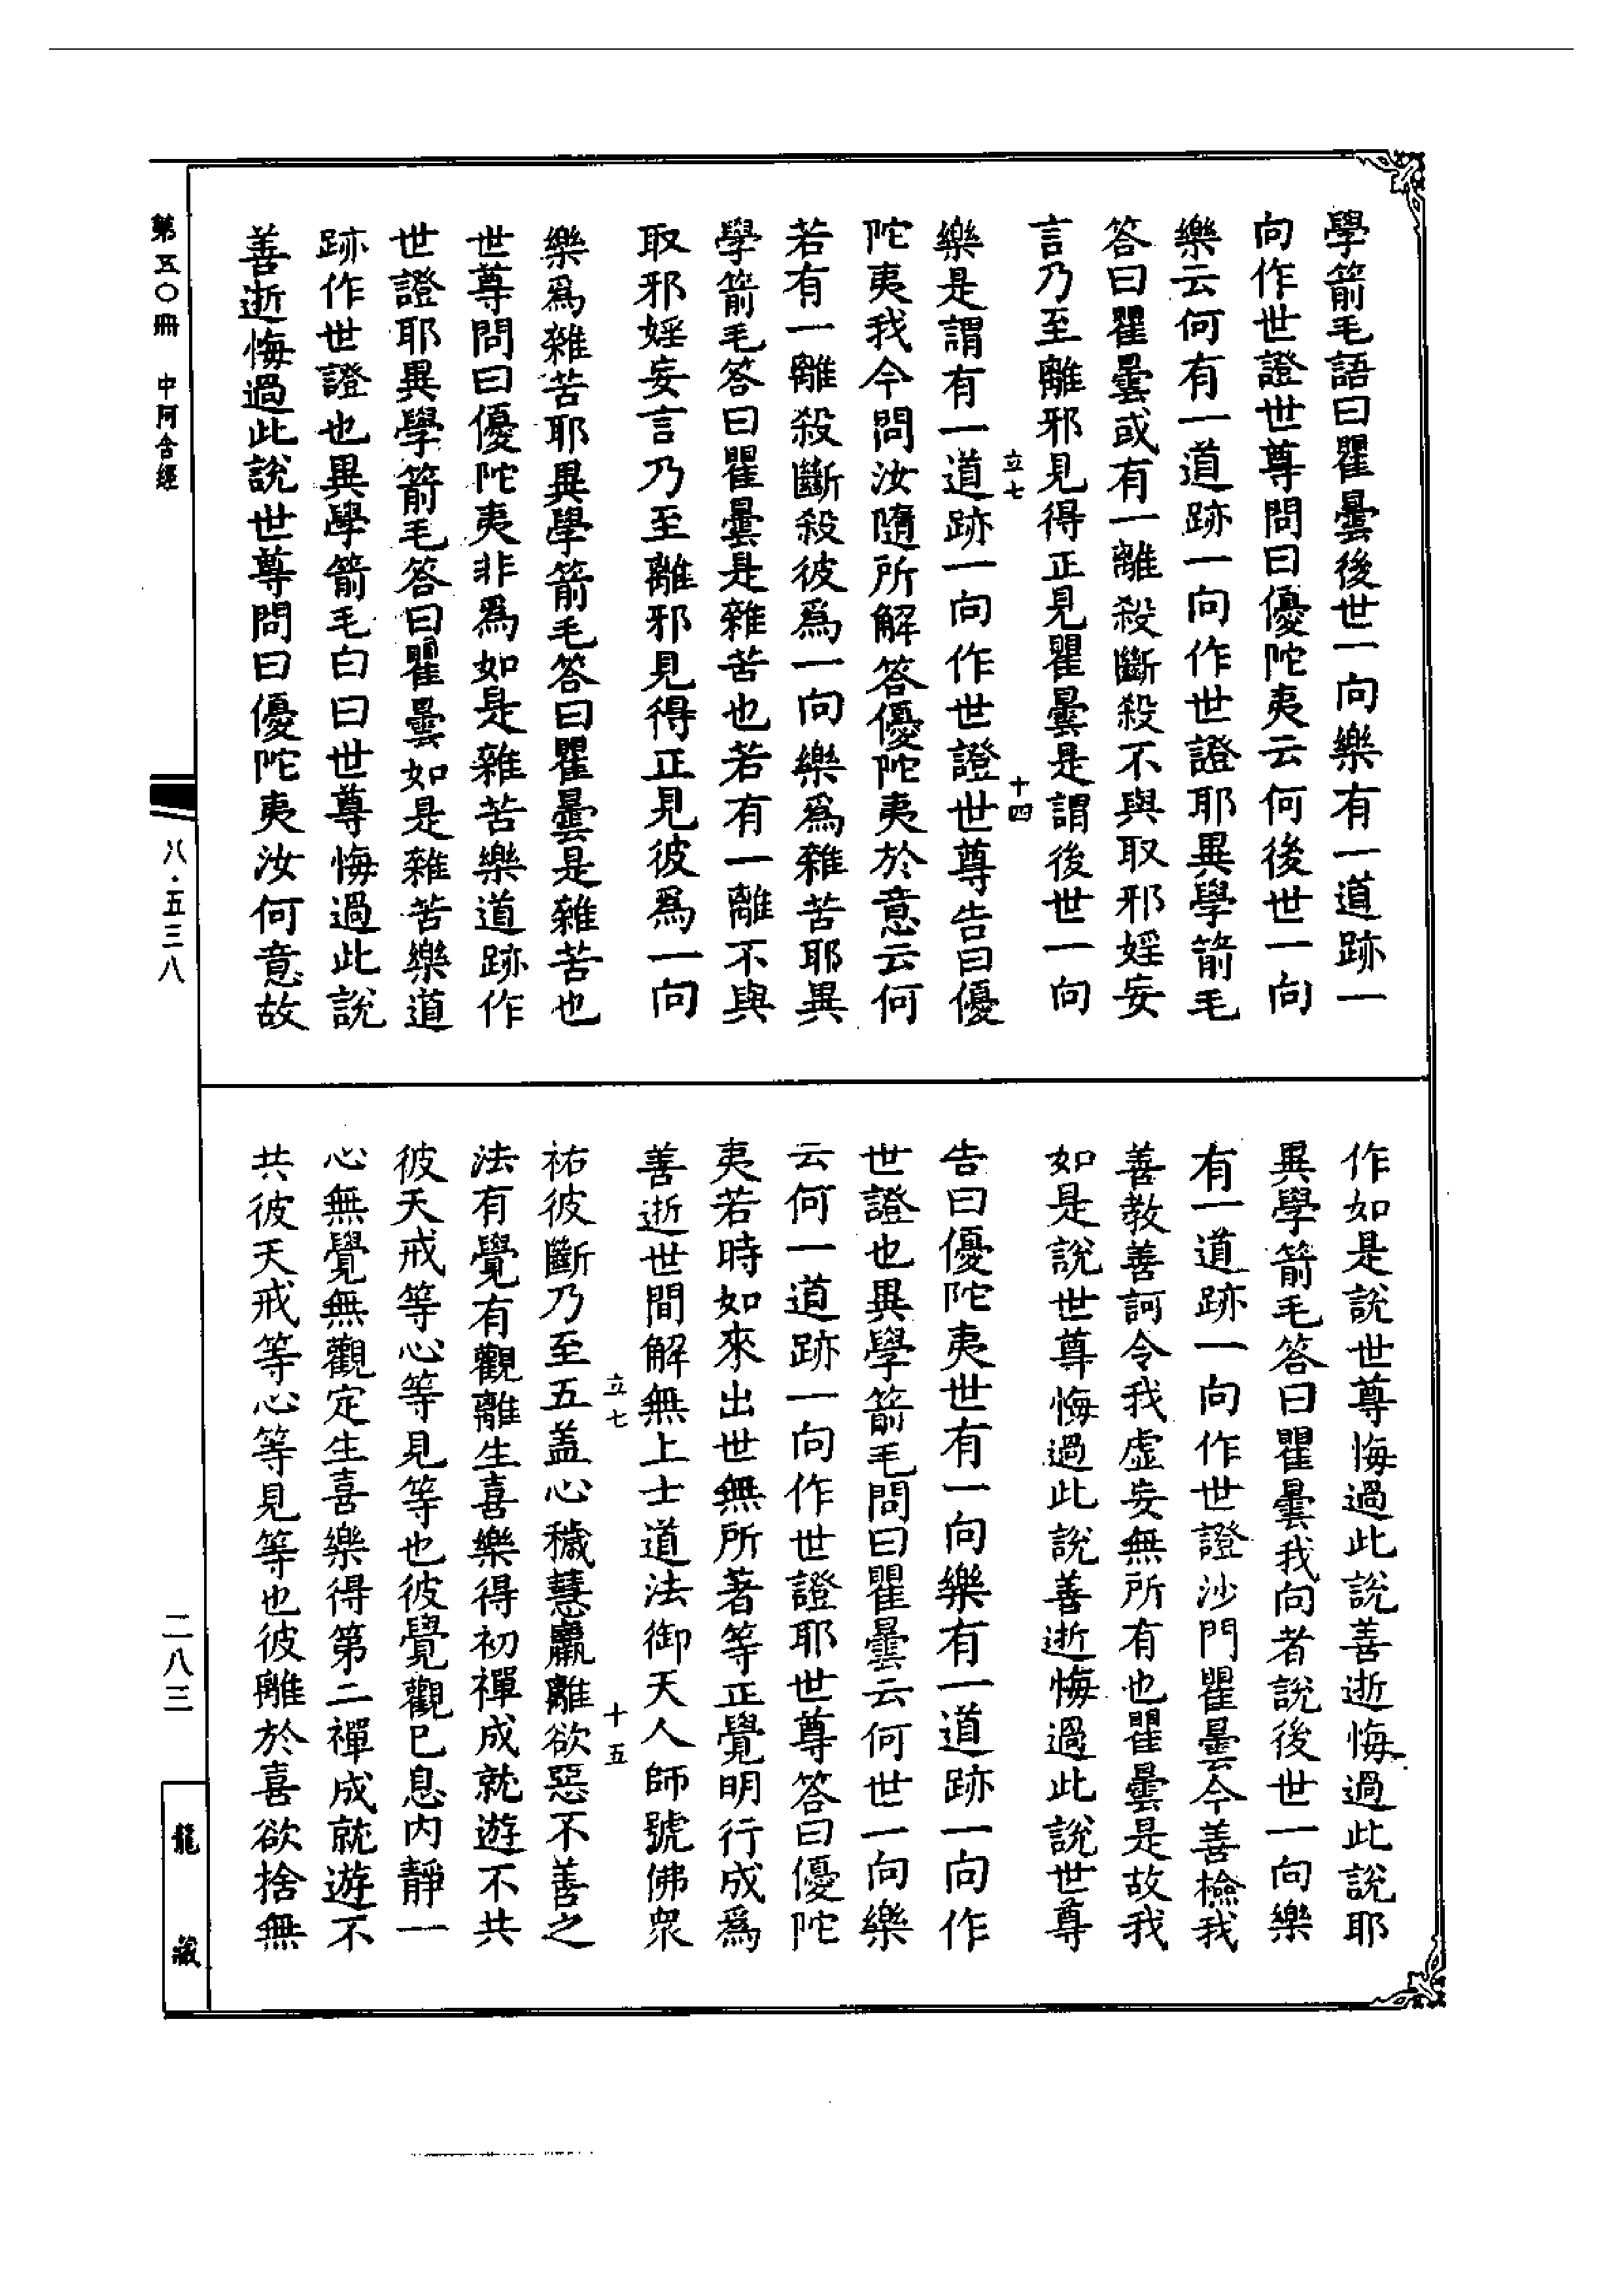 學箭毛語曰瞿曇後世一向樂有一道跡一
向作世證世尊問曰優陀夷云何後世一向
樂云何有一道跡一向作世證耶異學箭毛
答曰瞿曇或有一離殺斷殺不與取邪婬妄
言乃至離邪見得正見瞿曇是謂後世一向
立七 十四
樂是謂有一道跡一向作世證世尊告曰優
陀夷我今問汝隨所解答優陀夷於意云何
若有一離殺斷殺彼爲一向樂爲雜苦耶異
學箭毛答曰瞿曇是雜苦也若有一離不與
取邪婬妄言乃至離邪見得正見彼爲一向
樂爲雜苦耶異學箭毛答曰瞿曇是雜苦也
世尊問曰優陀夷非爲如是雜苦樂道跡作
世證耶異學箭毛答曰瞿曇如是雜苦樂道
跡作世證也異學箭毛白曰世尊悔過此說
善逝悔過此說世尊問曰優陀夷汝何意故
作如是說世尊悔過此說善逝悔過此說耶
異學箭毛答曰瞿曇我向者說後世一向樂
有一道跡一向作世證沙門瞿曇今善檢我
善教善訶令我虛妄無所有也瞿曇是故我
如是說世尊悔過此說善逝悔過此說世尊
告曰優陀夷世有一向樂有一道跡一向作
世證也異學箭毛問曰瞿曇云何世一向樂
云何一道跡一向作世證耶世尊答曰優陀
夷若時如來出世無所著等正覺明行成爲
善逝世間解無上士道法御天人師號佛衆
立七 十五
祐彼斷乃至五盖心穢慧羸離欲惡不善之
法有覺有觀離生喜樂得初禪成就遊不共
彼天戒等心等見等也彼覺觀已息內靜一
心無覺無觀定生喜樂得第二禪成就遊不
共彼天戒等心等見等也彼離於喜欲捨無
第五〇冊 中阿含經
八·五三八
二八三
龍藏